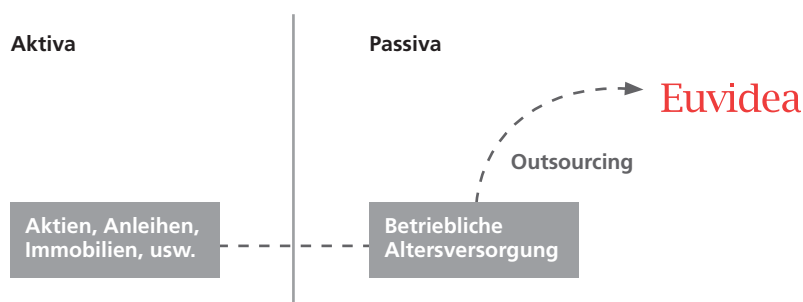 Aktiva
Passiva
Euvidea
Outsourcing
Aktien, Anleihen,
Immobilien, usw.
Betriebliche
Altersversorgung